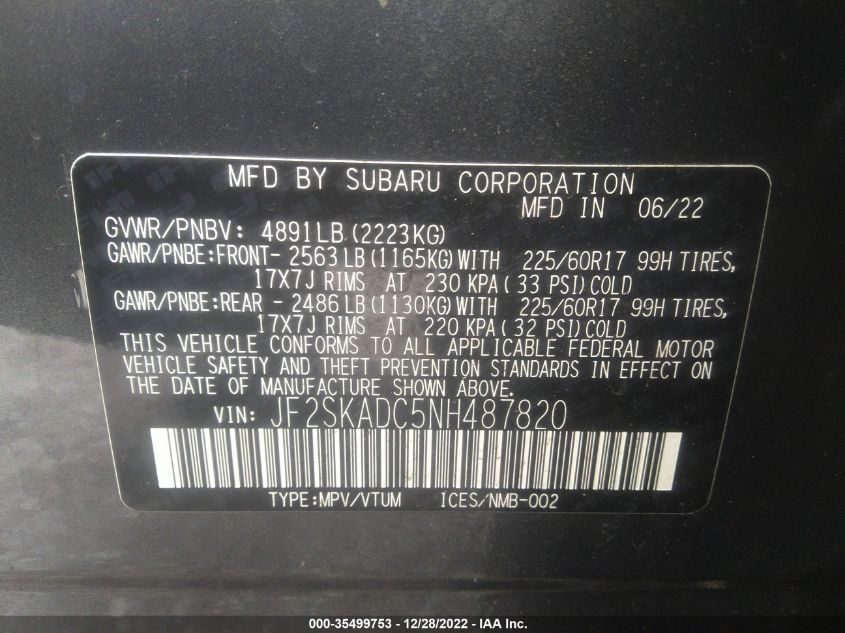 MFD BY SUBARU CORPORATION
MFD IN 06/22
GVWR/PNBV: 4891LB(2223KG)
GAWR/PNBE:FRONT- 2563LB(1165KG)WITH 225/60R17 99H TIRES,
17X7J RIMS AT 230 KPA( 33 PSI)COLD
GAWR/PNBE:REAR - 2486LB(1130KG)WITH 225/60R17 99H TIRES,
17X7J RIMS AT 220 KPA( 32 PSI)COLD
THIS VEHICLE CONFORMS TO ALL APPLICABLE FEDERAL MOTOR
VEHICLE SAFETY AND THEFT PREVENTION STANDARDS IN EFFECT ON
THE DATE OF MANUFACTURE SHOWN ABOVE.
VIN: JF2SKADC5NH487820
TYPE:MPV/VTUM ICES/NMB-002
000-35499753 – 12/28/2022 – IAA Inc.